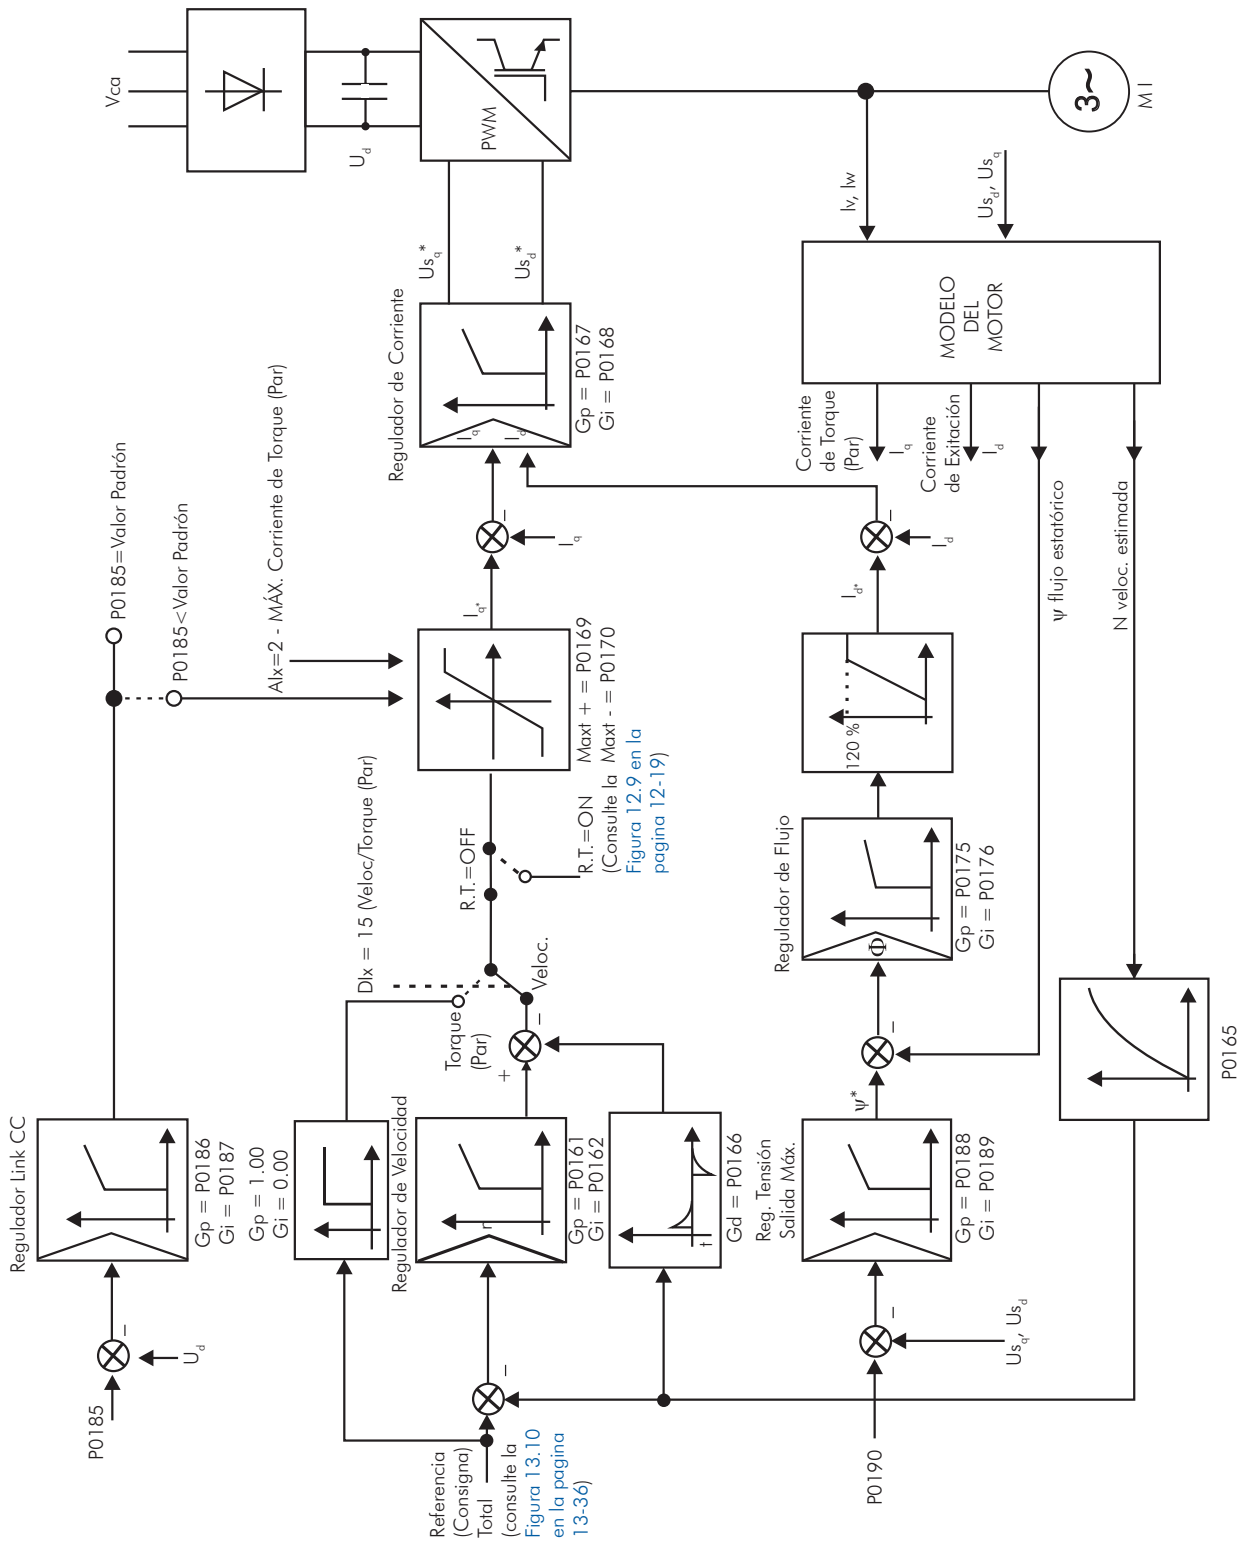 Regulador Link CC
P0185
U_d
Gp = P0186
Gi = P0187
P0185=Valor Padrón
P0185<Valor Padrón
AIx=2 - MÁX. Corriente de Torque (Par)
Vca
U_d
PWM
Gp = 1.00
Gi = 0.00
DIx = 15 (Veloc/Torque (Par)
Torque
(Par)
Veloc.
R.T.=OFF
R.T.=ON
(Consulte la
Figura 12.9 en la
pagina 12-19)
Maxt + = P0169
Maxt - = P0170
I_q*
I_q
Regulador de Corriente
I_q
I_d
Gp = P0167
Gi = P0168
Us_q*
Us_d*
Referencia
(Consigna)
Total
(consulte la
Figura 13.10
en la pagina
13-36)
Regulador de Velocidad
n
Gp = P0161
Gi = P0162
t
Gd = P0166
+
Reg. Tensión
Salida Máx.
Gp = P0188
Gi = P0189
P0190
Us_q, Us_d
ψ*
Regulador de Flujo
Φ
Gp = P0175
Gi = P0176
120 %
I_d*
I_d
Corriente
de Torque
(Par)
I_q
Corriente
de Exitación
I_d
ψ flujo estatórico
N veloc. estimada
MODELO
DEL
MOTOR
Iv, Iw
Us_d, Us_q
3~
M I
P0165